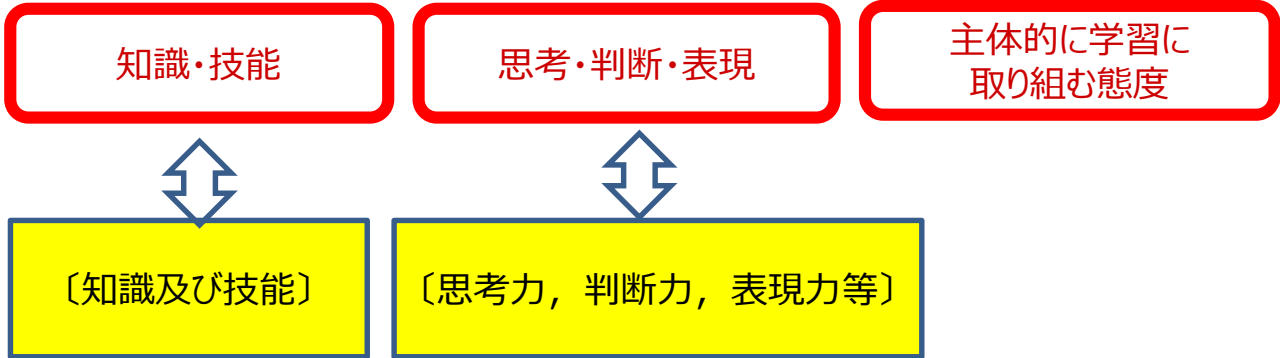 知識・技能
思考・判断・表現
主体的に学習に
取り組む態度
〔知識及び技能〕
〔思考力，判断力，表現力等〕